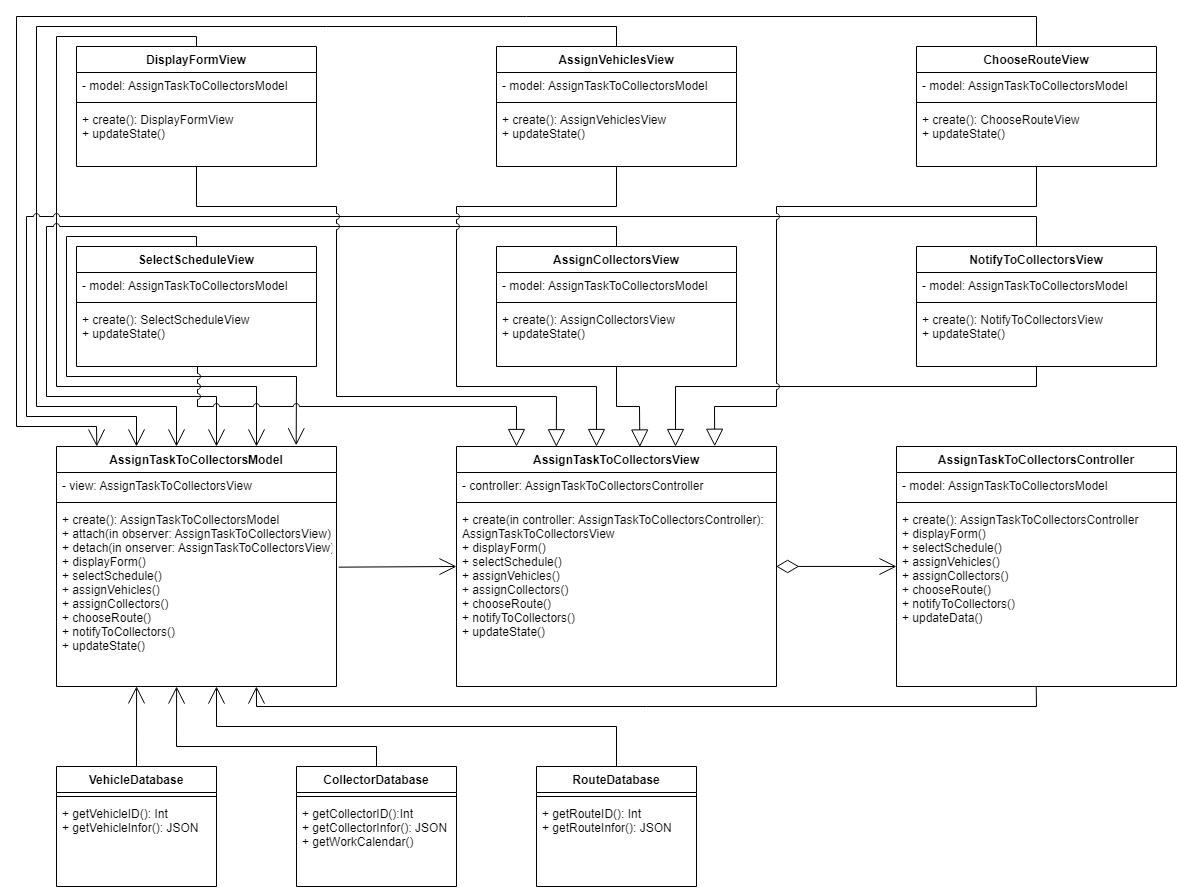 DisplayFormView
- model: AssignTaskToCollectorsModel
+ create(): DisplayFormView
+ updateState()
AssignVehiclesView
- model: AssignTaskToCollectorsModel
+ create(): AssignVehiclesView
+ updateState()
ChooseRouteView
- model: AssignTaskToCollectorsModel
+ create(): ChooseRouteView
+ updateState()
SelectScheduleView
- model: AssignTaskToCollectorsModel
+ create(): SelectScheduleView
+ updateState()
AssignCollectorsView
- model: AssignTaskToCollectorsModel
+ create(): AssignCollectorsView
+ updateState()
NotifyToCollectorsView
- model: AssignTaskToCollectorsModel
+ create(): NotifyToCollectorsView
+ updateState()
AssignTaskToCollectorsModel
- view: AssignTaskToCollectorsView
+ create(): AssignTaskToCollectorsModel
+ attach(in observer: AssignTaskToCollectorsView)
+ detach(in onserver: AssignTaskToCollectorsView)
+ displayForm()
+ selectSchedule()
+ assignVehicles()
+ assignCollectors()
+ chooseRoute()
+ notifyToCollectors()
+ updateState()
AssignTaskToCollectorsView
- controller: AssignTaskToCollectorsController
+ create(in controller: AssignTaskToCollectorsController):
AssignTaskToCollectorsView
+ displayForm()
+ selectSchedule()
+ assignVehicles()
+ assignCollectors()
+ chooseRoute()
+ notifyToCollectors()
+ updateState()
AssignTaskToCollectorsController
- model: AssignTaskToCollectorsModel
+ create(): AssignTaskToCollectorsController
+ displayForm()
+ selectSchedule()
+ assignVehicles()
+ assignCollectors()
+ chooseRoute()
+ notifyToCollectors()
+ updateData()
VehicleDatabase
+ getVehicleID(): Int
+ getVehicleInfor(): JSON
CollectorDatabase
+ getCollectorID():Int
+ getCollectorInfor(): JSON
+ getWorkCalendar()
RouteDatabase
+ getRouteID(): Int
+ getRouteInfor(): JSON